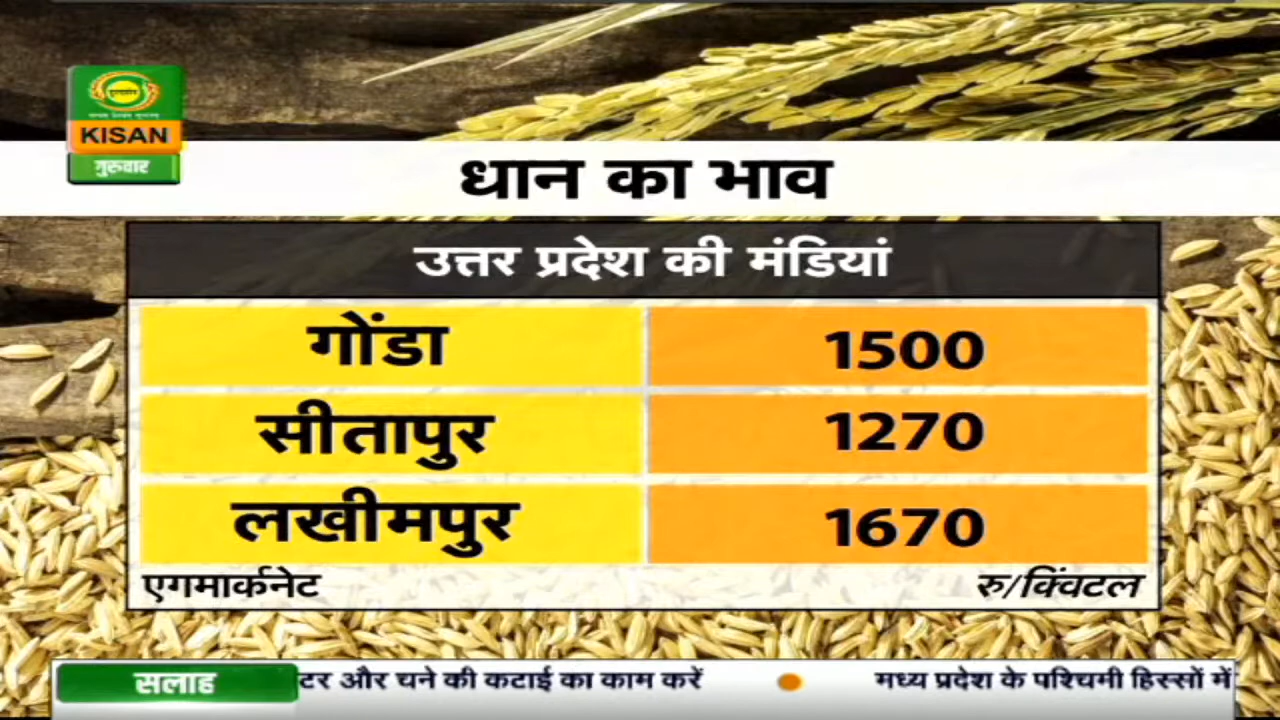 KISAN
गुरुवार
धान का भाव
उत्तर प्रदेश की मंडियां
गोंडा 1500
सीतापुर 1270
लखीमपुर 1670
एगमार्कनेट रु/क्विंटल
सलाह टर और चने की कटाई का काम करें मध्य प्रदेश के पश्चिमी हिस्सों में